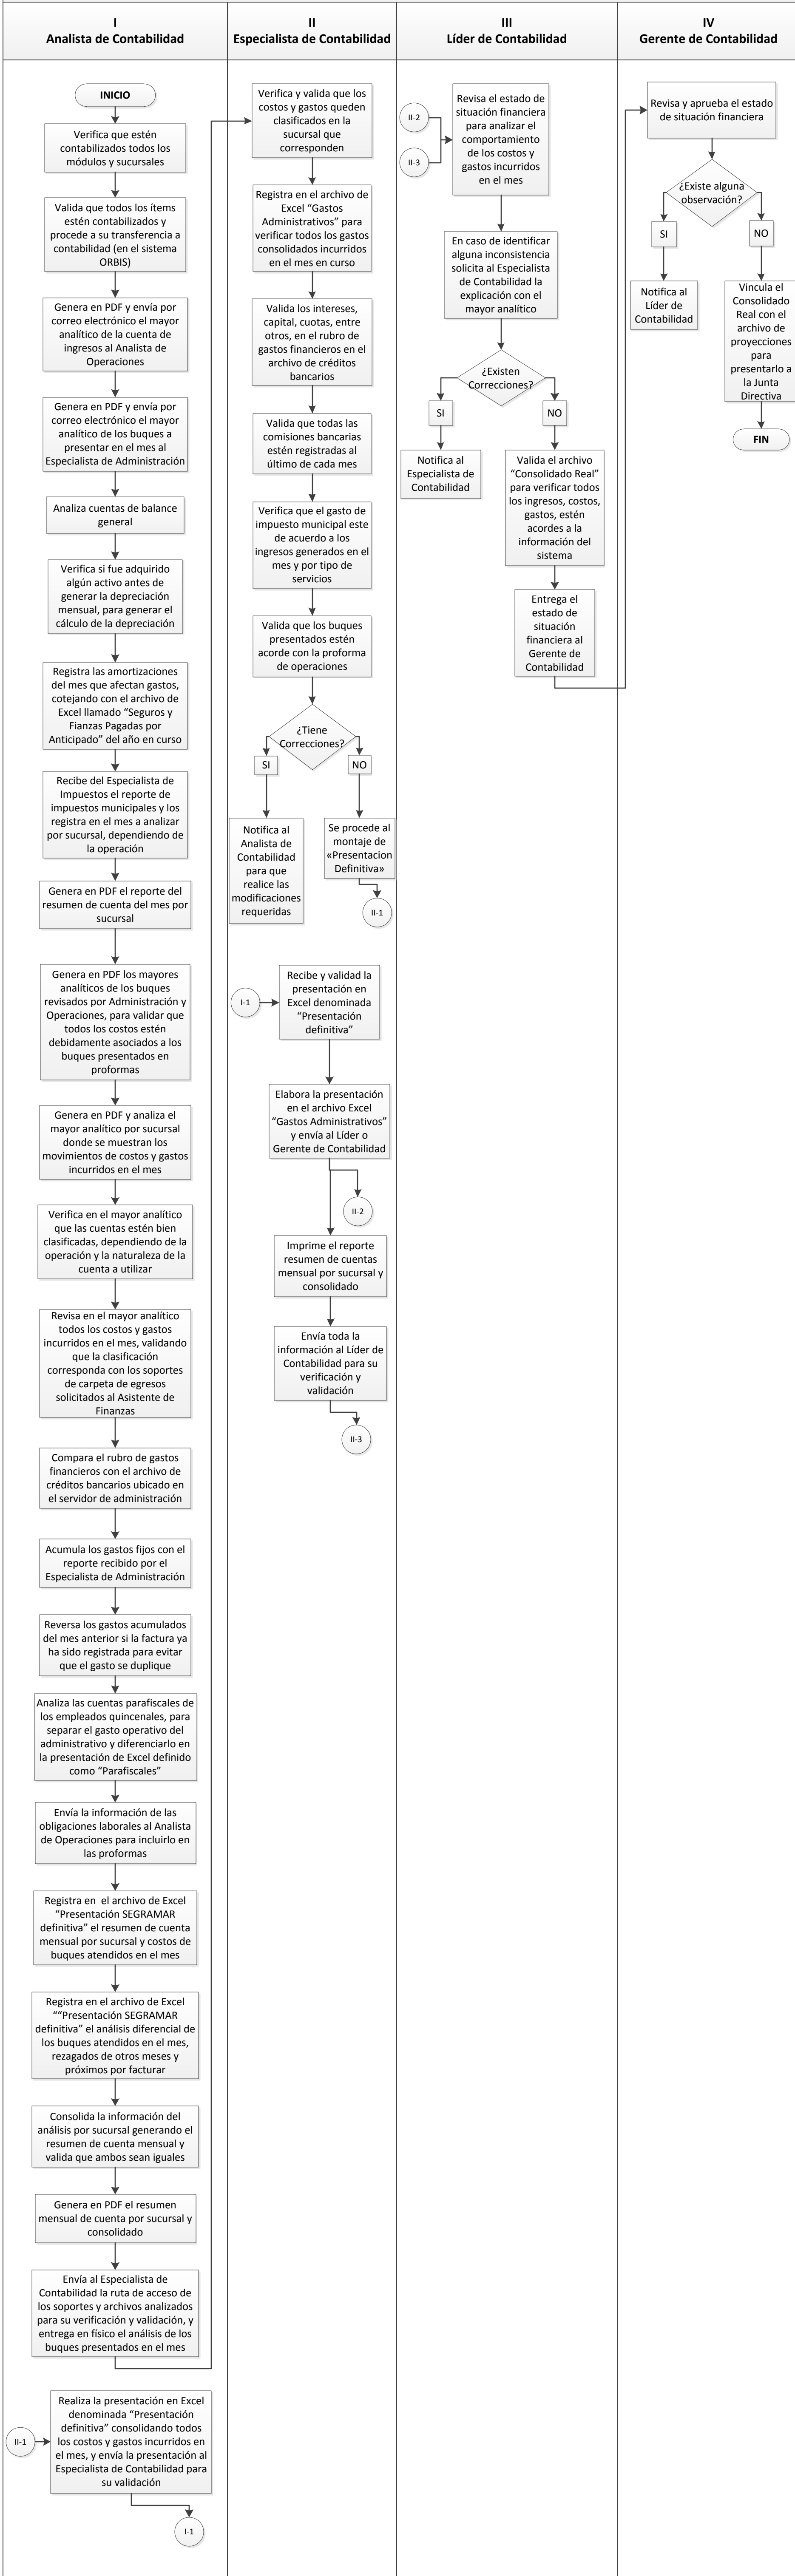 I
Analista de Contabilidad
II
Especialista de Contabilidad
III
Líder de Contabilidad
IV
Gerente de Contabilidad
INICIO
Verifica que estén
contabilizados todos los
módulos y sucursales
Valida que todos los ítems
estén contabilizados y
procede a su transferencia a
contabilidad (en el sistema
ORBIS)
Genera en PDF y envía por
correo electrónico el mayor
analítico de la cuenta de
ingresos al Analista de
Operaciones
Genera en PDF y envía por
correo electrónico el mayor
analítico de los buques a
presentar en el mes al
Especialista de Administración
Analiza cuentas de balance
general
Verifica si fue adquirido
algún activo antes de
generar la depreciación
mensual, para generar el
cálculo de la depreciación
Registra las amortizaciones
del mes que afectan gastos,
cotejando con el archivo de
Excel llamado “Seguros y
Fianzas Pagadas por
Anticipado” del año en curso
Recibe del Especialista de
Impuestos el reporte de
impuestos municipales y los
registra en el mes a analizar
por sucursal, dependiendo de
la operación
Genera en PDF el reporte del
resumen de cuenta del mes por
sucursal
Genera en PDF los mayores
analíticos de los buques
revisados por Administración y
Operaciones, para validar que
todos los costos estén
debidamente asociados a los
buques presentados en
proformas
Genera en PDF y analiza el
mayor analítico por sucursal
donde se muestran los
movimientos de costos y gastos
incurridos en el mes
Verifica en el mayor analítico
que las cuentas estén bien
clasificadas, dependiendo de la
operación y la naturaleza de la
cuenta a utilizar
Revisa en el mayor analítico
todos los costos y gastos
incurridos en el mes, validando
que la clasificación
corresponda con los soportes
de carpeta de egresos
solicitados al Asistente de
Finanzas
Compara el rubro de gastos
financieros con el archivo de
créditos bancarios ubicado en
el servidor de administración
Acumula los gastos fijos con el
reporte recibido por el
Especialista de Administración
Reversa los gastos acumulados
del mes anterior si la factura ya
ha sido registrada para evitar
que el gasto se duplique
Analiza las cuentas parafiscales de
los empleados quincenales, para
separar el gasto operativo del
administrativo y diferenciarlo en
la presentación de Excel definido
como “Parafiscales”
Envía la información de las
obligaciones laborales al Analista
de Operaciones para incluirlo en
las proformas
Registra en  el archivo de Excel
“Presentación SEGRAMAR
definitiva” el resumen de cuenta
mensual por sucursal y costos de
buques atendidos en el mes
Registra en el archivo de Excel
““Presentación SEGRAMAR
definitiva” el análisis diferencial de
los buques atendidos en el mes,
rezagados de otros meses y
próximos por facturar
Consolida la información del
análisis por sucursal generando el
resumen de cuenta mensual y
valida que ambos sean iguales
Genera en PDF el resumen
mensual de cuenta por sucursal y
consolidado
Envía al Especialista de
Contabilidad la ruta de acceso de
los soportes y archivos analizados
para su verificación y validación, y
entrega en físico el análisis de los
buques presentados en el mes
II-1
Realiza la presentación en Excel
denominada “Presentación
definitiva” consolidando todos
los costos y gastos incurridos en
el mes, y envía la presentación al
Especialista de Contabilidad para
su validación
I-1
Verifica y valida que los
costos y gastos queden
clasificados en la
sucursal que
corresponden
Registra en el archivo de
Excel “Gastos
Administrativos” para
verificar todos los gastos
consolidados incurridos
en el mes en curso
Valida los intereses,
capital, cuotas, entre
otros, en el rubro de
gastos financieros en el
archivo de créditos
bancarios
Valida que todas las
comisiones bancarias
estén registradas al
último de cada mes
Verifica que el gasto de
impuesto municipal este
de acuerdo a los
ingresos generados en el
mes y por tipo de
servicios
Valida que los buques
presentados estén
acorde con la proforma
de operaciones
¿Tiene
Correcciones?
SI
NO
Notifica al
Analista de
Contabilidad
para que
realice las
modificaciones
requeridas
Se procede al
montaje de
«Presentacion
Definitiva»
II-1
I-1
Recibe y validad la
presentación en
Excel denominada
“Presentación
definitiva”
Elabora la presentación
en el archivo Excel
“Gastos Administrativos”
y envía al Líder o
Gerente de Contabilidad
II-2
Imprime el reporte
resumen de cuentas
mensual por sucursal y
consolidado
Envía toda la
información al Líder de
Contabilidad para su
verificación y
validación
II-3
II-2
II-3
Revisa el estado de
situación financiera
para analizar el
comportamiento
de los costos y
gastos incurridos
en el mes
En caso de identificar
alguna inconsistencia
solicita al Especialista
de Contabilidad la
explicación con el
mayor analítico
¿Existen
Correcciones?
SI
NO
Notifica al
Especialista de
Contabilidad
Valida el archivo
“Consolidado Real”
para verificar todos
los ingresos, costos,
gastos, estén
acordes a la
información del
sistema
Entrega el
estado de
situación
financiera al
Gerente de
Contabilidad
Revisa y aprueba el estado
de situación financiera
¿Existe alguna
observación?
SI
NO
Notifica al
Líder de
Contabilidad
Vincula el
Consolidado
Real con el
archivo de
proyecciones
para
presentarlo a
la Junta
Directiva
FIN